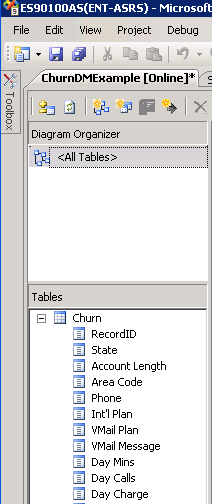 ES90100AS(ENT-ASRS) - Microsoft
File Edit View Project Debug
Toolbox
ChurnDMExample [Online]*
Diagram Organizer
<All Tables>
Tables
Churn
RecordID
State
Account Length
Area Code
Phone
Int'l Plan
VMail Plan
VMail Message
Day Mins
Day Calls
Day Charge